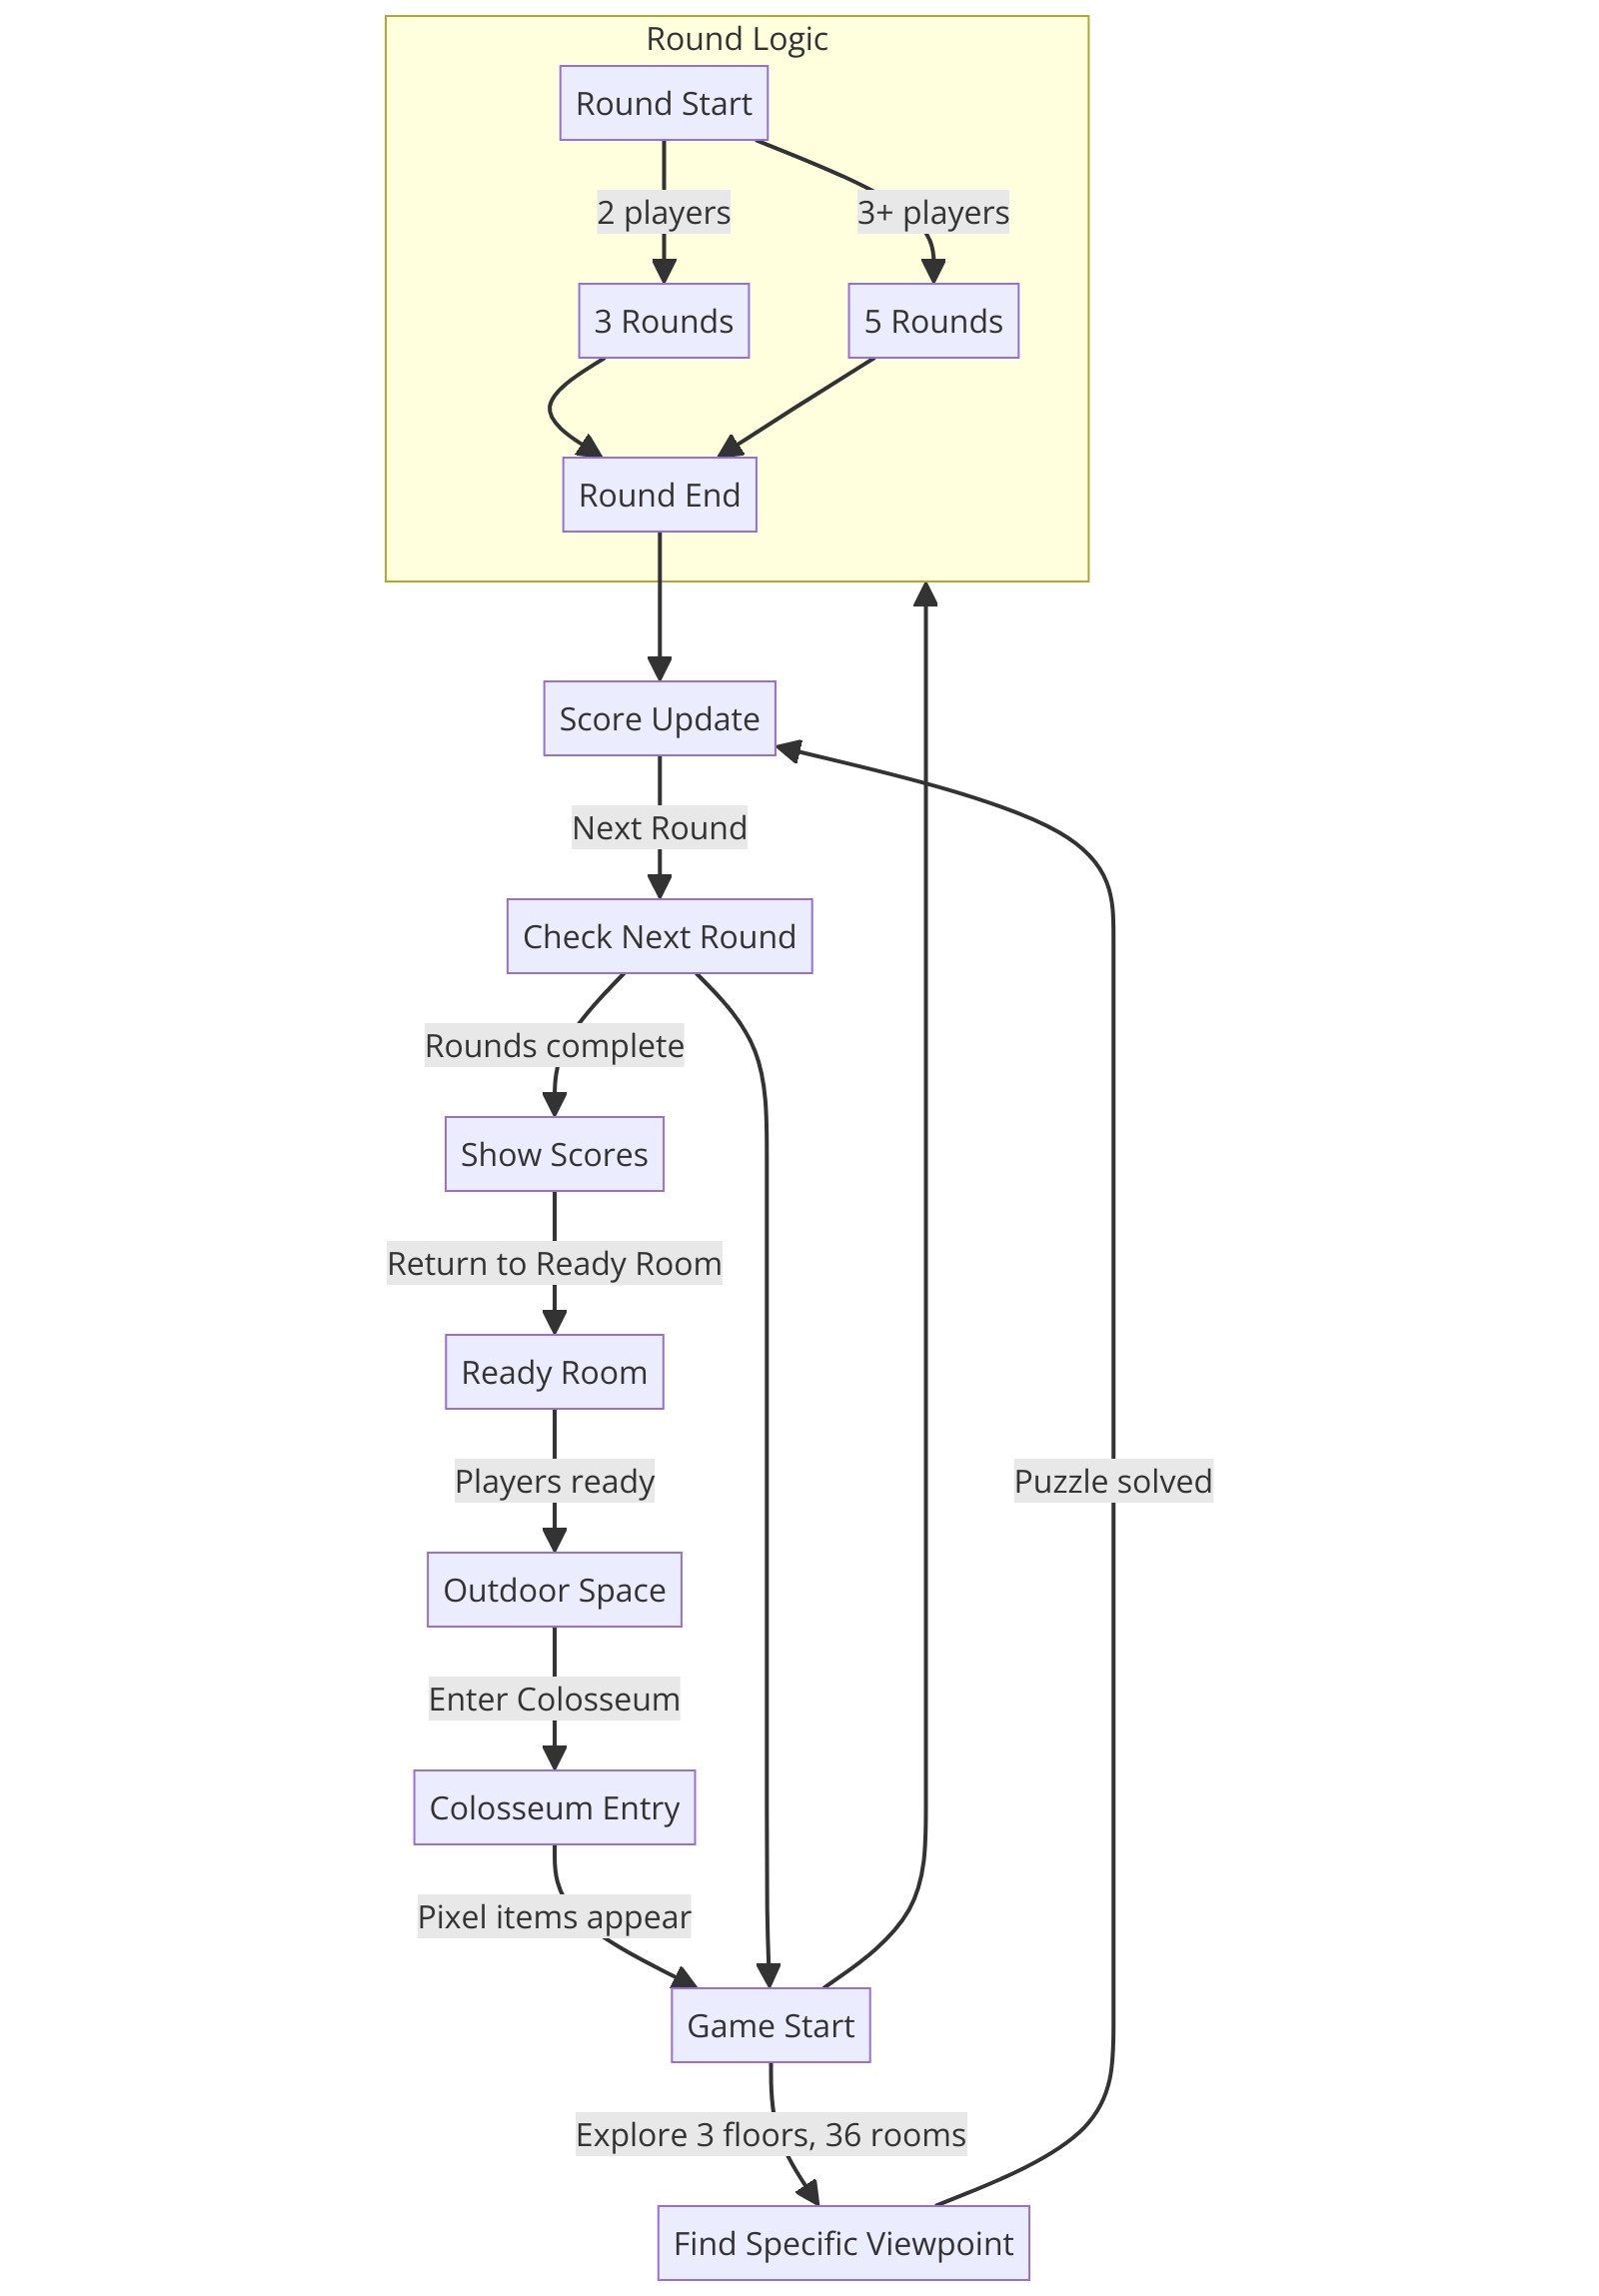 Round Logic
Round Start
2 players
3+ players
3 Rounds
5 Rounds
Round End
Score Update
Next Round
Check Next Round
Rounds complete
Show Scores
Return to Ready Room
Ready Room
Players ready
Puzzle solved
Outdoor Space
Enter Colosseum
Colosseum Entry
Pixel items appear
Game Start
Explore 3 floors, 36 rooms
Find Specific Viewpoint